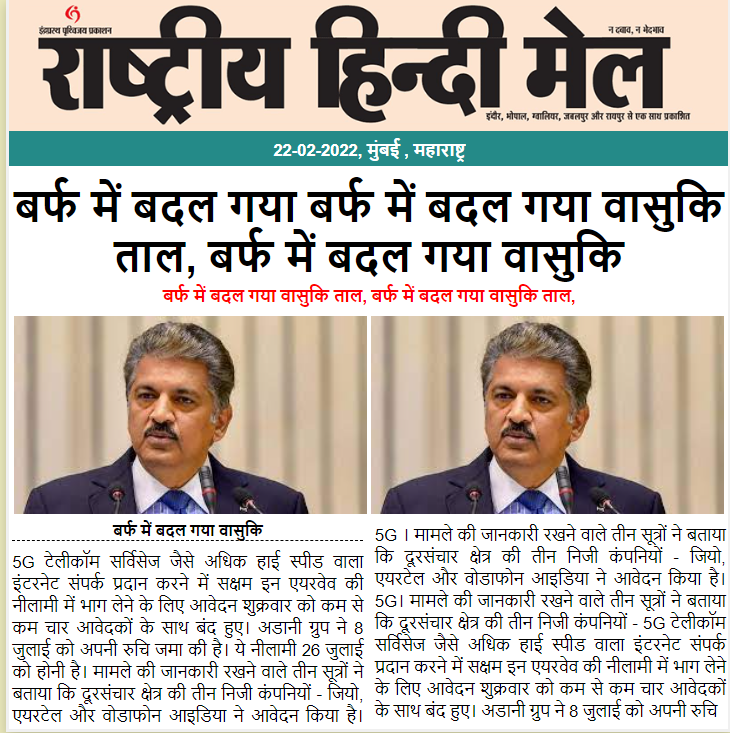 इंद्रप्रस्थ पृथ्विजय प्रकाशन
न दबाव, न भेदभाव
राष्ट्रीय हिन्दी मेल
इंदौर, भोपाल, ग्वालियर, जबलपुर और रायपुर से एक साथ प्रकाशित
22-02-2022, मुंबई , महाराष्ट्र
बर्फ में बदल गया बर्फ में बदल गया वासुकि
ताल, बर्फ में बदल गया वासुकि
बर्फ में बदल गया वासुकि ताल, बर्फ में बदल गया वासुकि ताल,
बर्फ में बदल गया वासुकि
5G टेलीकॉम सर्विसेज जैसे अधिक हाई स्पीड वाला
इंटरनेट संपर्क प्रदान करने में सक्षम इन एयरवेव की
नीलामी में भाग लेने के लिए आवेदन शुक्रवार को कम से
कम चार आवेदकों के साथ बंद हुए। अडानी ग्रुप ने 8
जुलाई को अपनी रुचि जमा की है। ये नीलामी 26 जुलाई
को होनी है। मामले की जानकारी रखने वाले तीन सूत्रों ने
बताया कि दूरसंचार क्षेत्र की तीन निजी कंपनियों - जियो,
एयरटेल और वोडाफोन आइडिया ने आवेदन किया है।
5G । मामले की जानकारी रखने वाले तीन सूत्रों ने बताया
कि दूरसंचार क्षेत्र की तीन निजी कंपनियों - जियो,
एयरटेल और वोडाफोन आइडिया ने आवेदन किया है।
5G। मामले की जानकारी रखने वाले तीन सूत्रों ने बताया
कि दूरसंचार क्षेत्र की तीन निजी कंपनियों - 5G टेलीकॉम
सर्विसेज जैसे अधिक हाई स्पीड वाला इंटरनेट संपर्क
प्रदान करने में सक्षम इन एयरवेव की नीलामी में भाग लेने
के लिए आवेदन शुक्रवार को कम से कम चार आवेदकों
के साथ बंद हुए। अडानी ग्रुप ने 8 जुलाई को अपनी रुचि